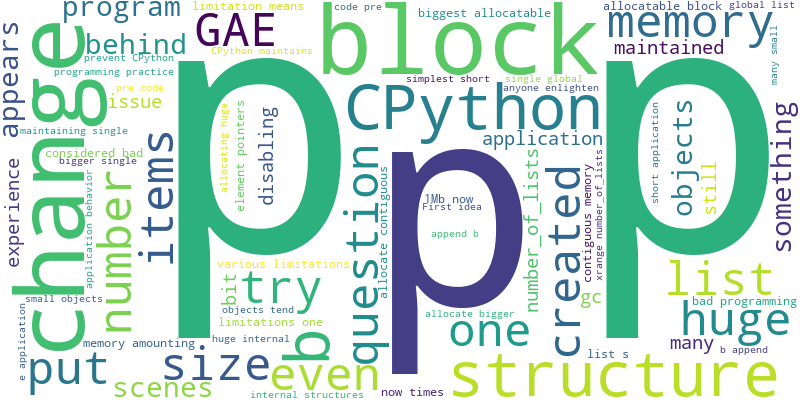 program
limitation means
code pre
biggest allocatable
allocatable block
global list
GAE
block
memory
behind
CPython maintains
maintained
many small
appears
prevent CPython
programming practice
simplest short
single global
change
p
p
p
pre code
anyone enlighten
issue
CPython
application
maintaining single
items
disabling
allocating huge
element pointers
objects
short application
something
considered bad
bigger single
question
number_of_lists
contiguous memory
xrange number_of_lists
still
experience
application behavior
number
1Mb now
First idea
created
allocate contiguous
append b
various limitations
list
bit
try
gc
small objects
objects tend
limitations one
allocate bigger
bad programming
huge
e application
memory amounting
huge internal
b
one
many
b append
put
size
even
list s
structure
scenes
internal structures
now times